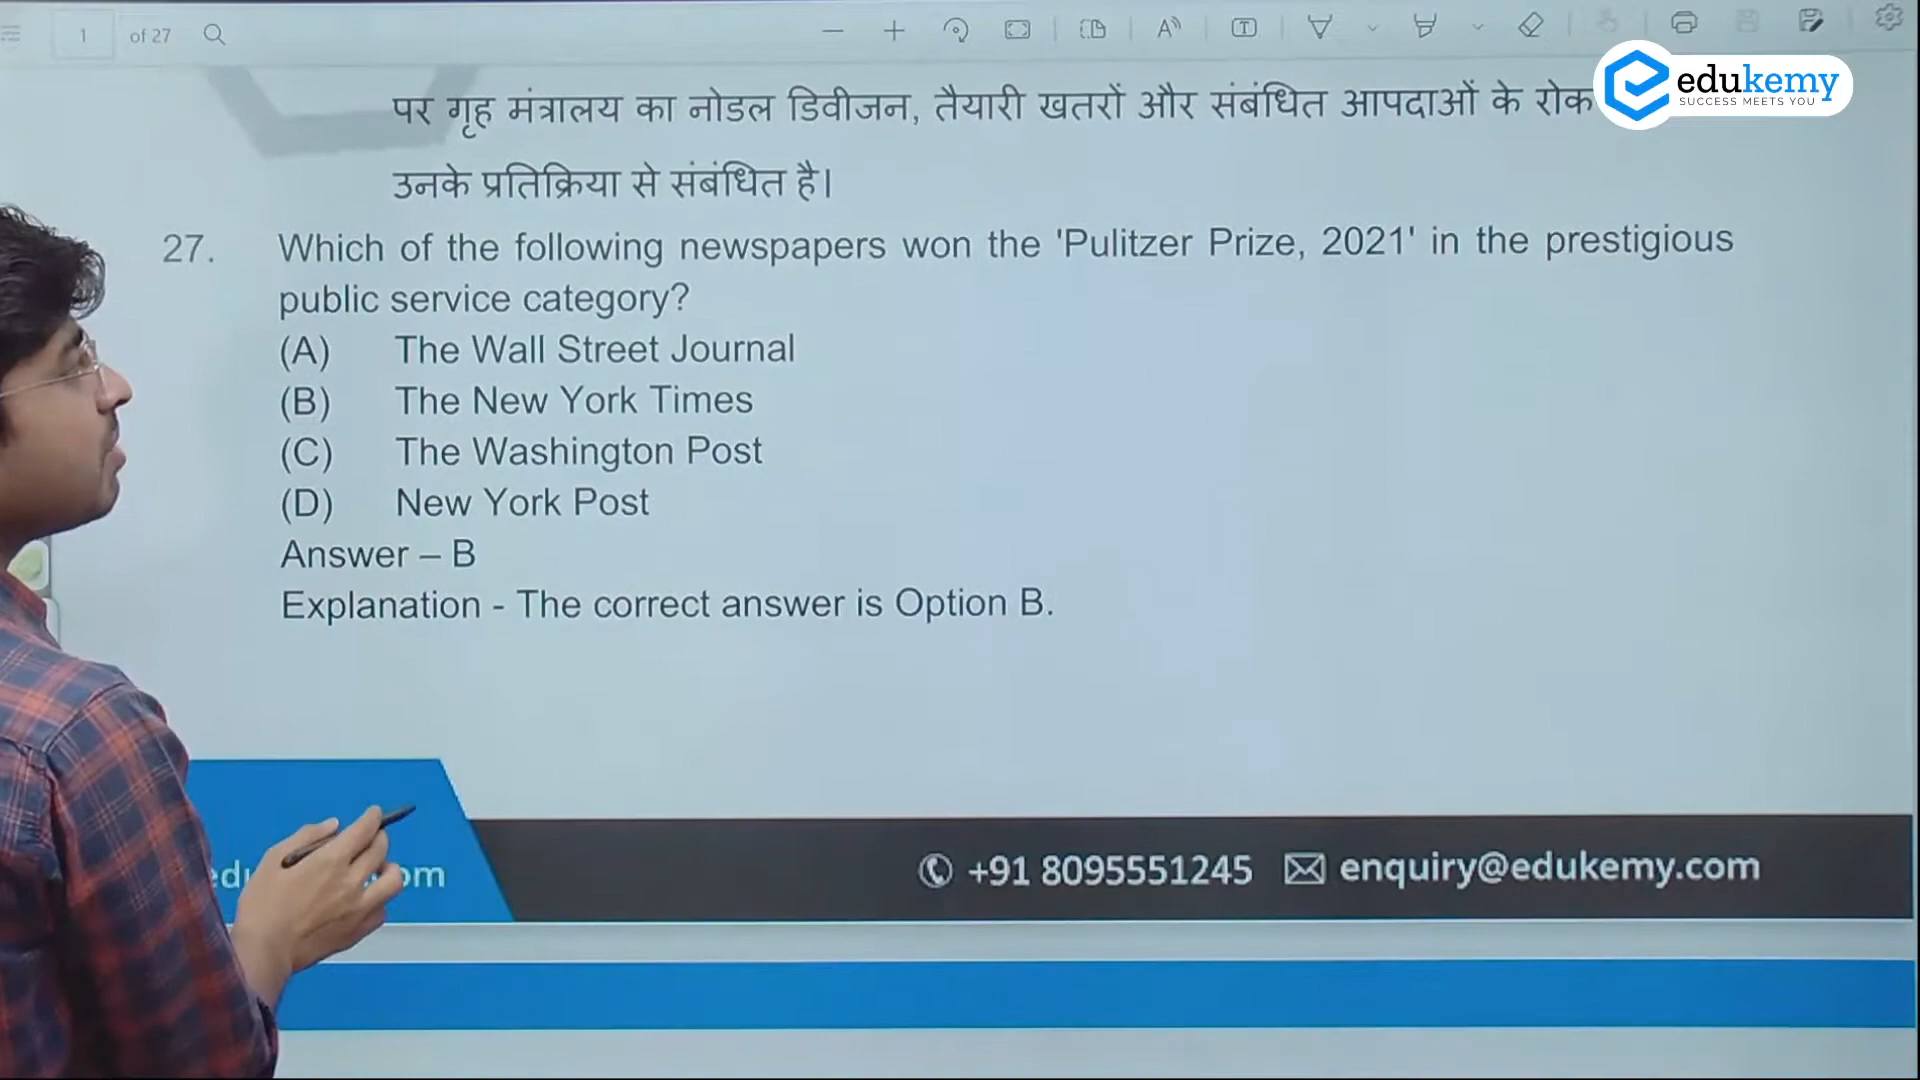 1 of 27
edukemy
SUCCESS MEETS YOU
पर गृह मंत्रालय का नोडल डिवीजन, तैयारी खतरों और संबंधित आपदाओं के रोक
उनके प्रतिक्रिया से संबंधित है।
27. Which of the following newspapers won the 'Pulitzer Prize, 2021' in the prestigious
public service category?
(A) The Wall Street Journal
(B) The New York Times
(C) The Washington Post
(D) New York Post
Answer – B
Explanation - The correct answer is Option B.
+91 8095551245 enquiry@edukemy.com